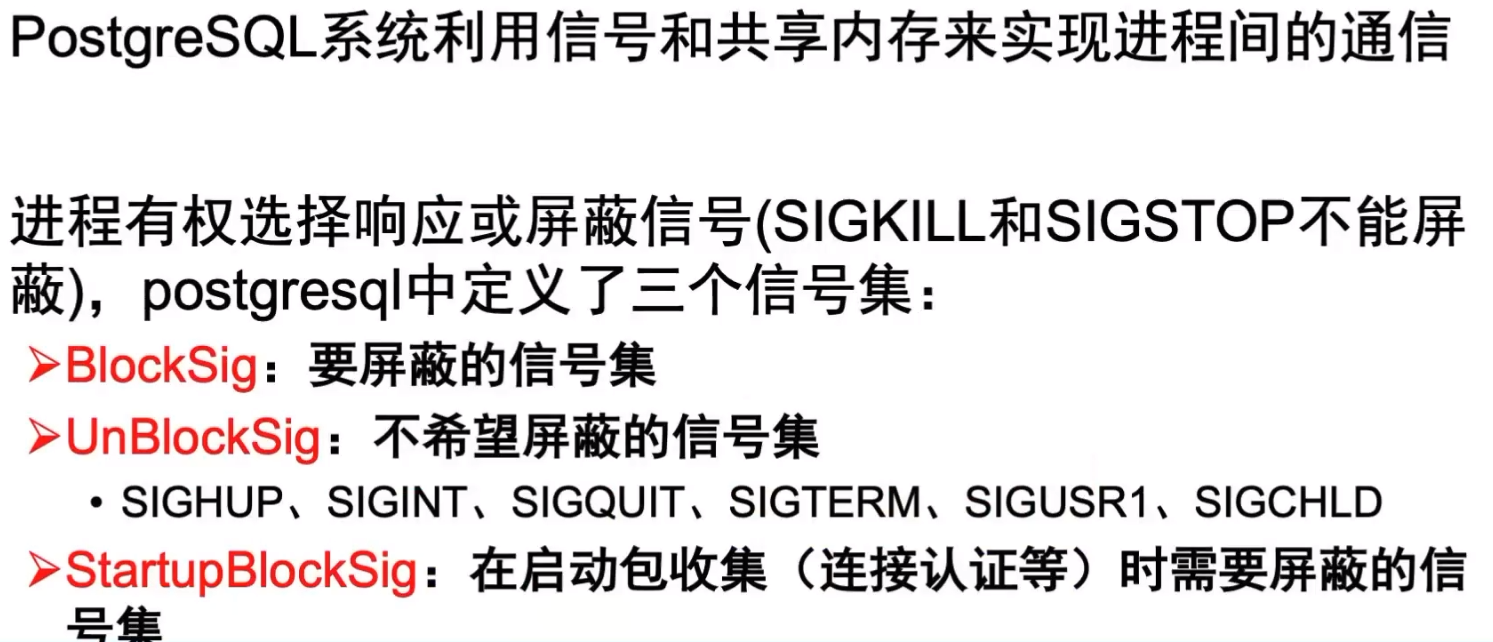 PostgreSQL系统利用信号和共享内存来实现进程间的通信
进程有权选择响应或屏蔽信号(SIGKILL和SIGSTOP不能屏
蔽)，postgresql中定义了三个信号集：
➢BlockSig：要屏蔽的信号集
➢UnBlockSig：不希望屏蔽的信号集
• SIGHUP、SIGINT、SIGQUIT、SIGTERM、SIGUSR1、SIGCHLD
➢StartupBlockSig：在启动包收集（连接认证等）时需要屏蔽的信
号集